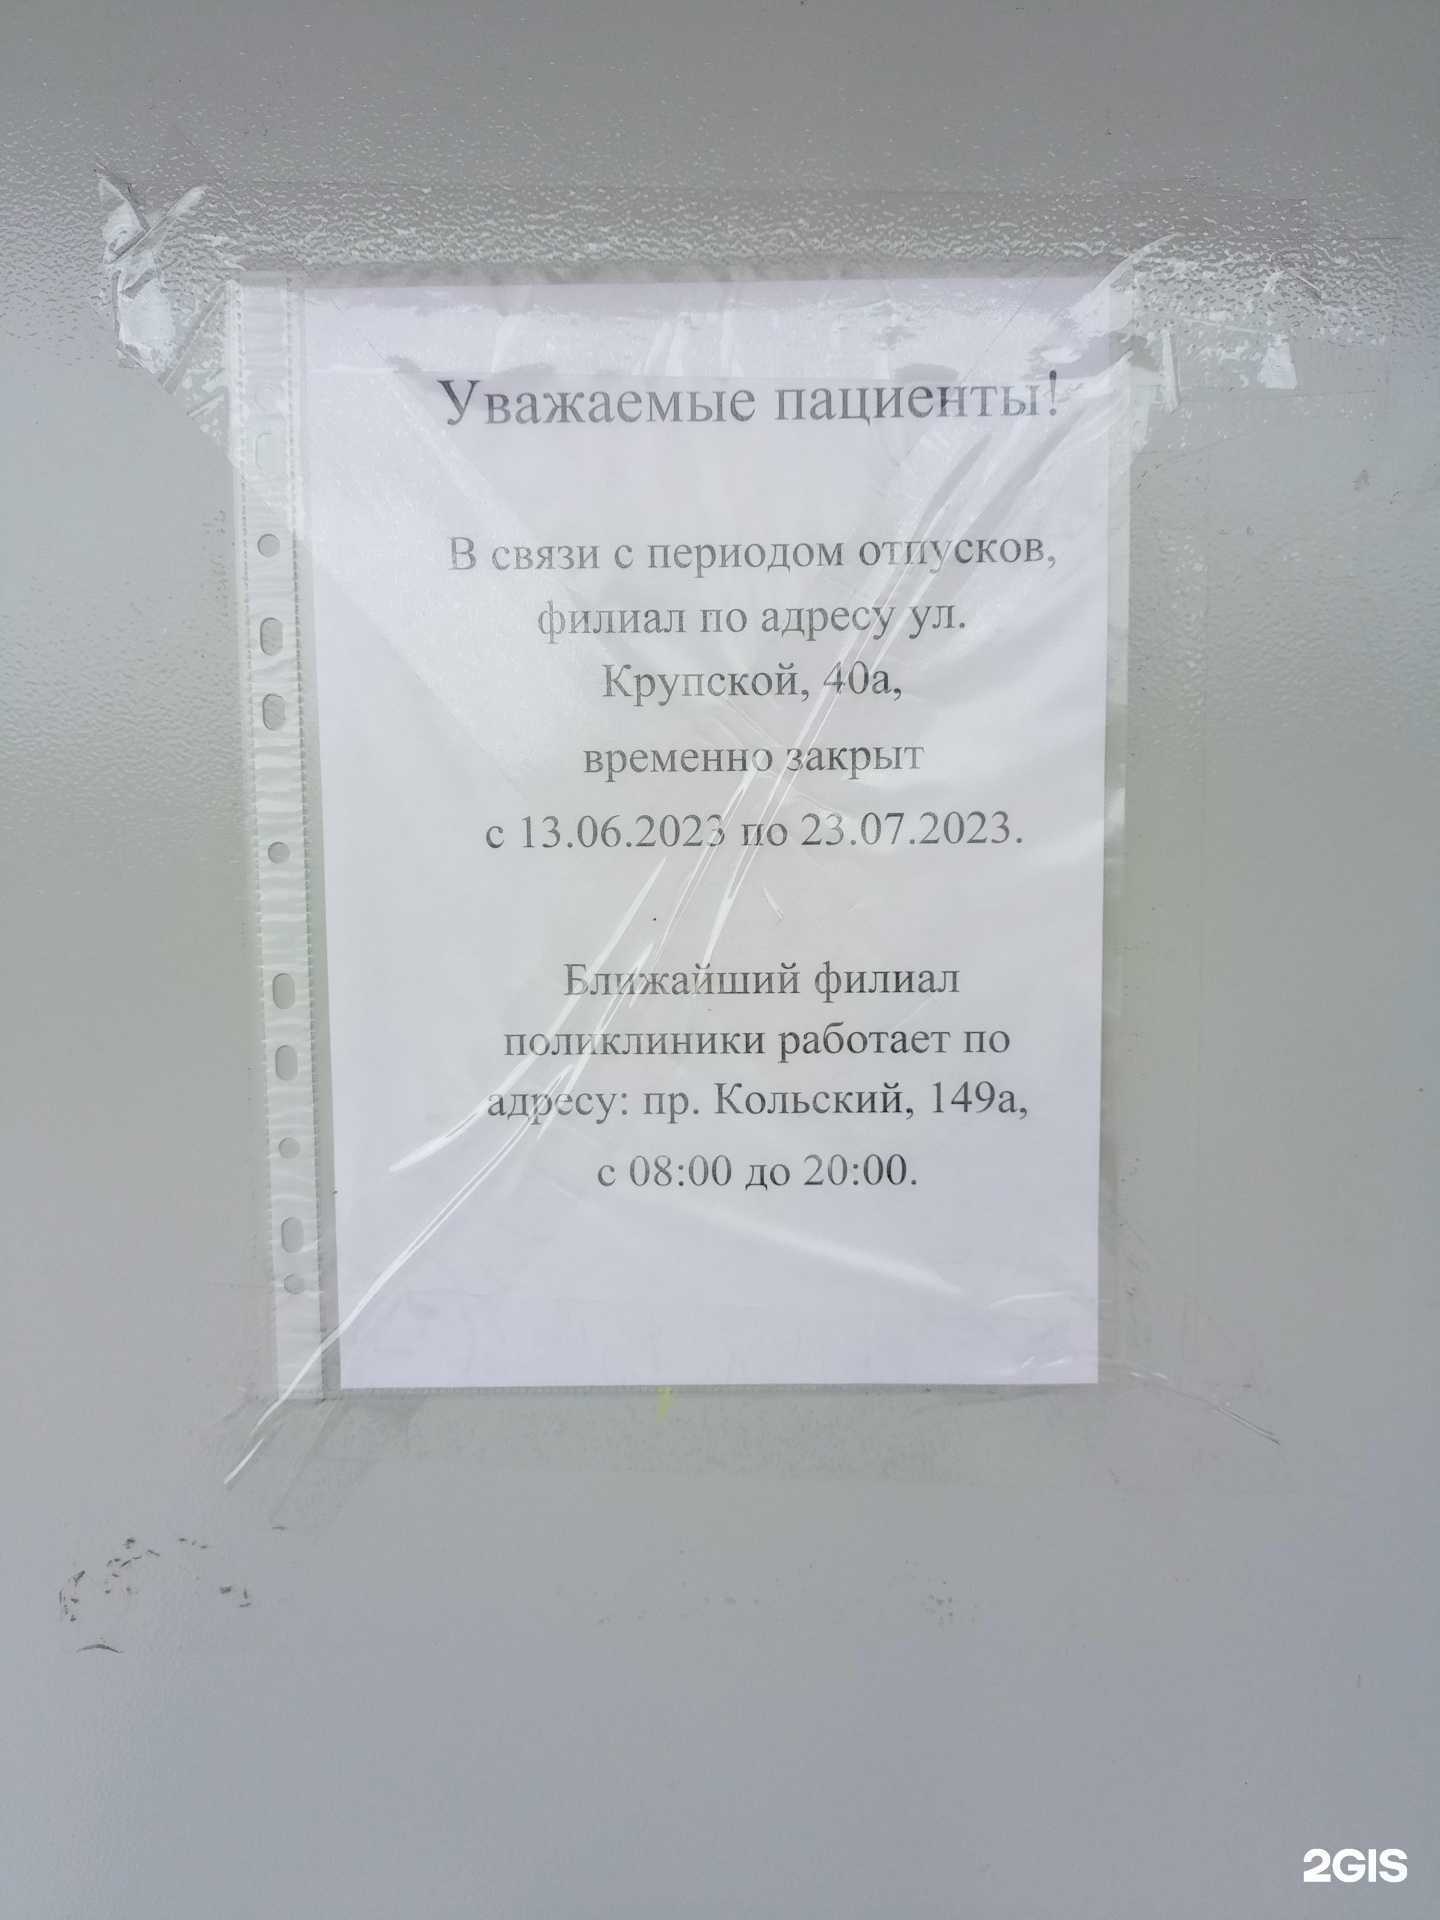 Уважаемые пациенты!
В связи с периодом отпусков,
филиал по адресу ул.
Крупской, 40а,
временно закрыт
с 13.06.2023 по 23.07.2023.
Ближайший филиал
поликлиники работает по
адресу: пр. Кольский, 149а,
с 08:00 до 20:00.
2GIS